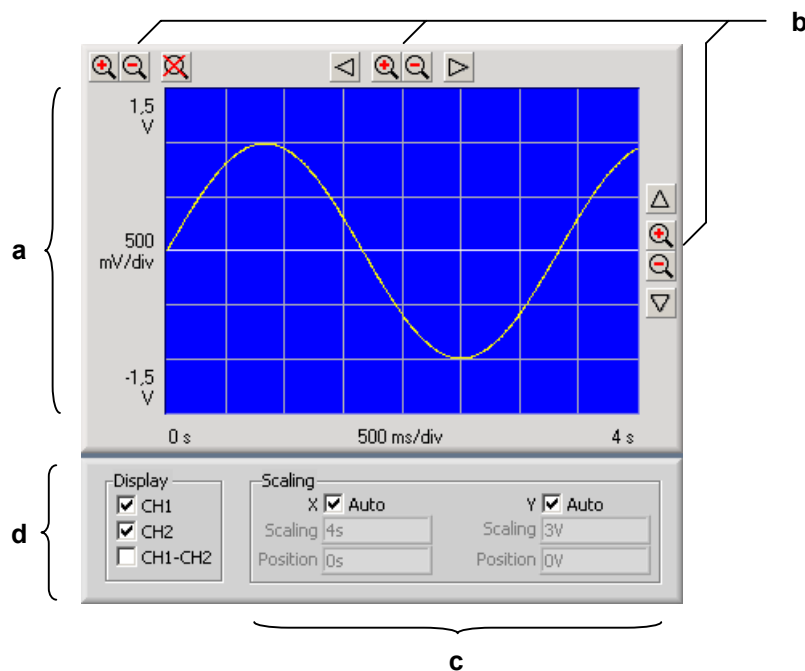 b
1,5
V
a
500
mV/div
-1,5
V
0 s 500 ms/div 4 s
d
Display
CH1
CH2
CH1-CH2
Scaling
X Auto Y Auto
Scaling 4s Scaling 3V
Position 0s Position 0V
c